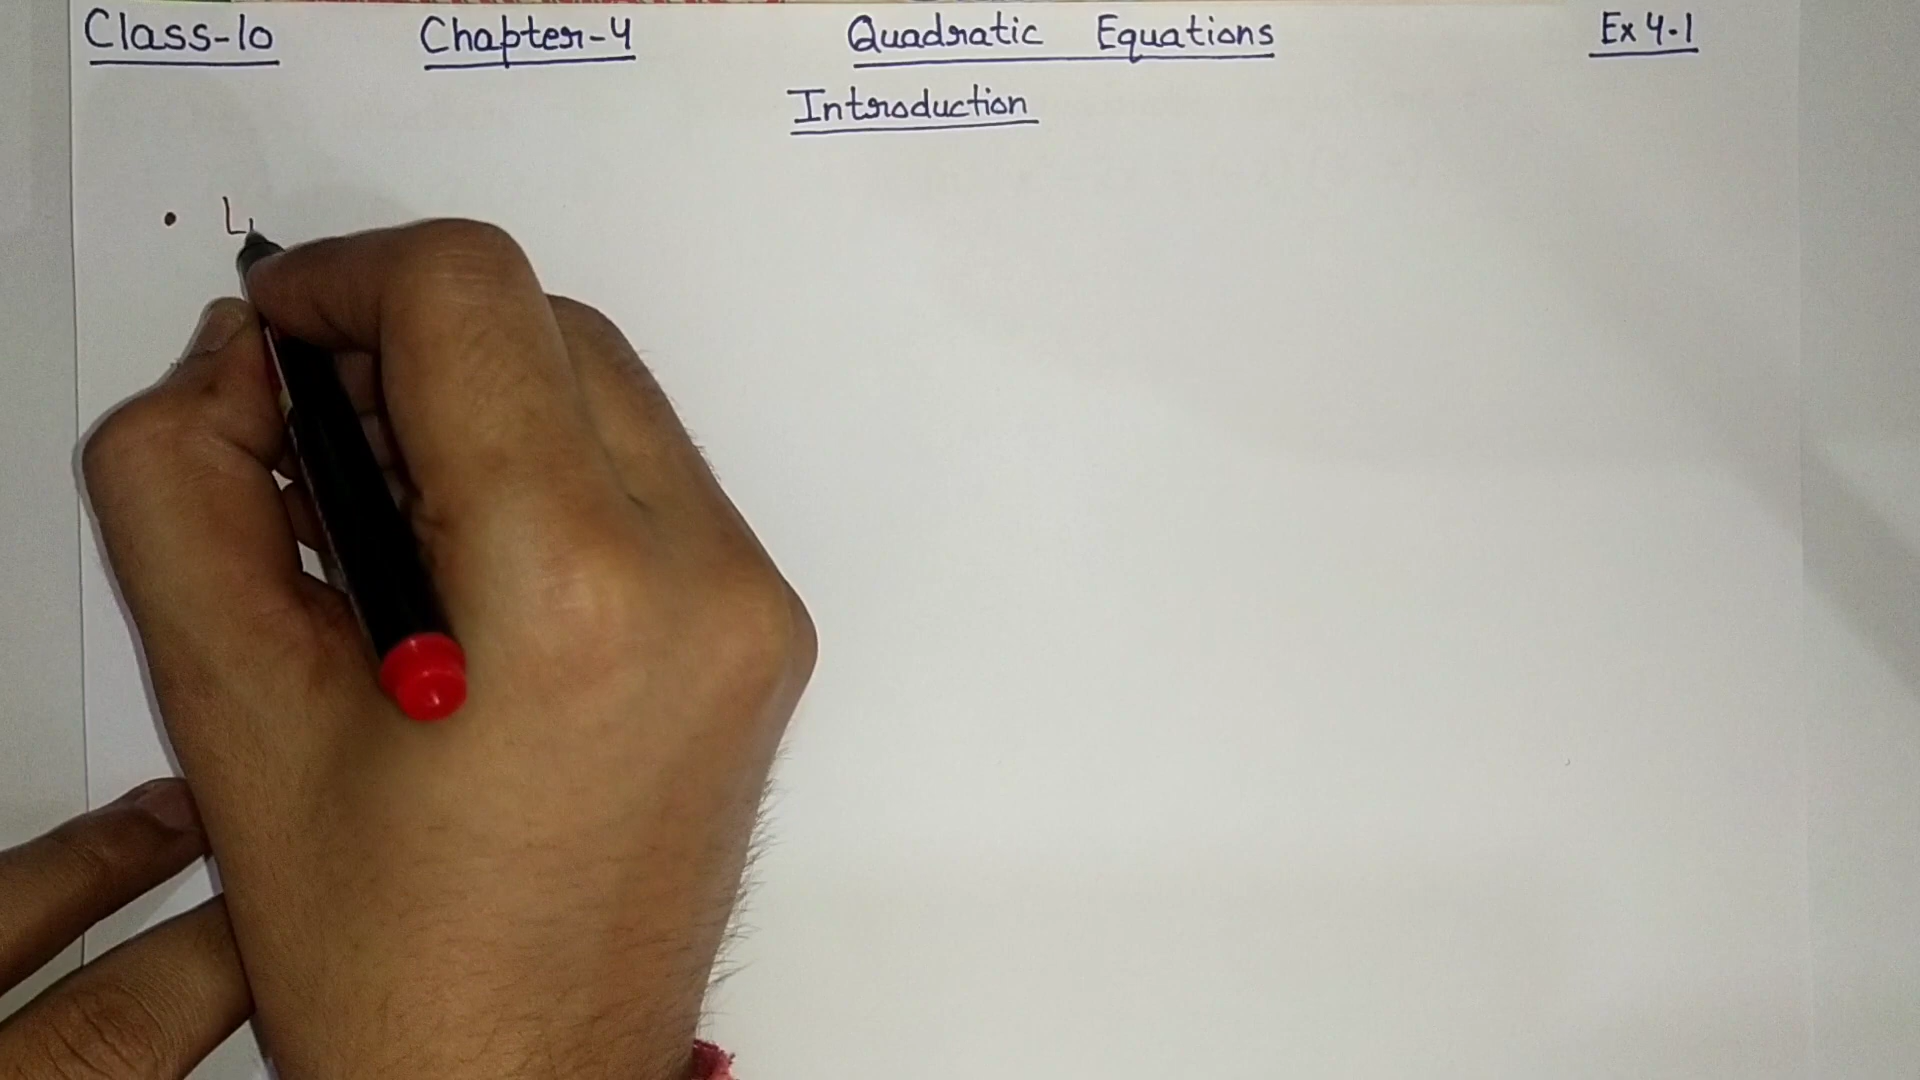 Class-10 Chapter-4 Quadratic Equations Ex 4.1
Introduction